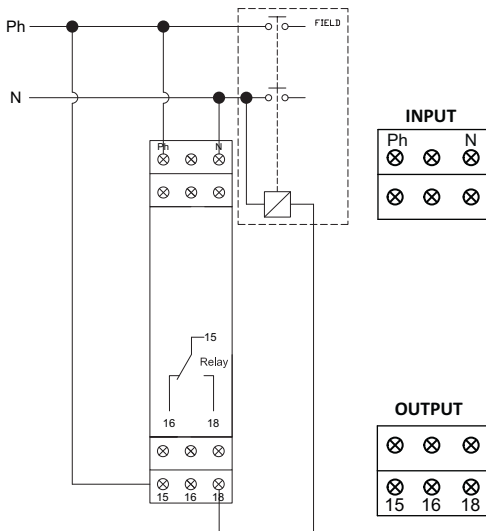 Ph
FIELD
N
INPUT
Ph N
Ph N
15
Relay
16 18
OUTPUT
15 16 18
15 16 18